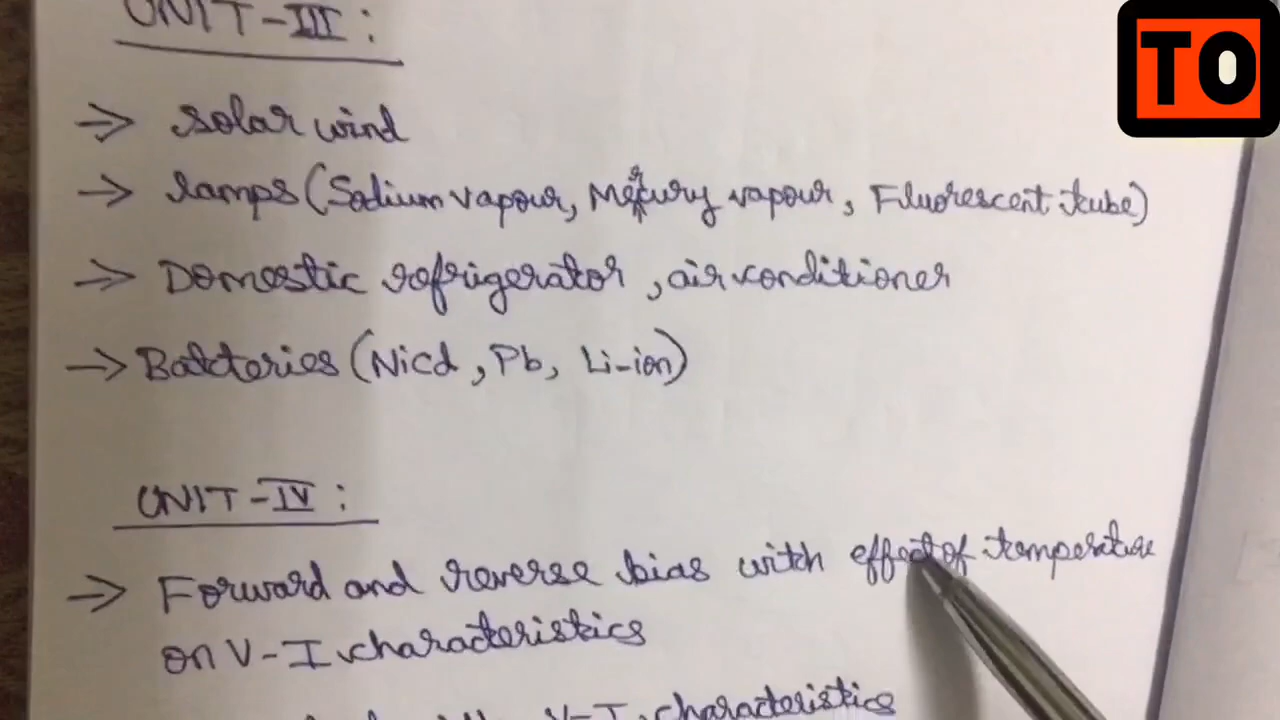 UNIT-III:
TO
→ Solar wind
→ Lamps (Sodium vapour, Mercury vapour, Fluorescent tube)
→ Domestic refrigerator, air conditioner
→ Batteries (Nicd, Pb, Li-ion)
UNIT-IV:
→ Forward and reverse bias with effect of temperature
on V-I characteristics
V-I characteristics